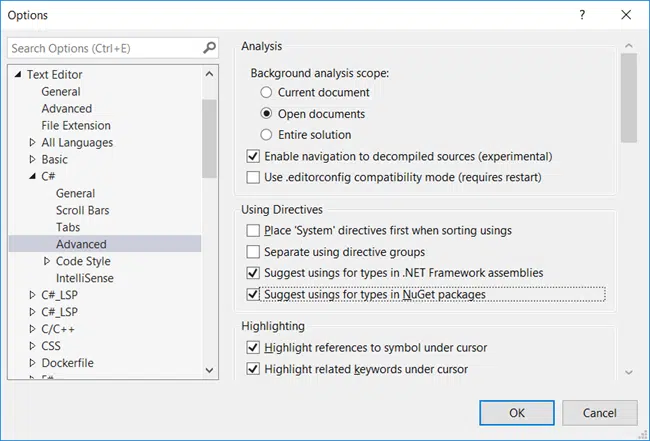 Options
?
Search Options (Ctrl+E)
Text Editor
General
Advanced
File Extension
All Languages
Basic
C#
General
Scroll Bars
Tabs
Advanced
Code Style
IntelliSense
C#_LSP
C#_LSP
C/C++
CSS
Dockerfile
Analysis
Background analysis scope:
Current document
Open documents
Entire solution
Enable navigation to decompiled sources (experimental)
Use .editorconfig compatibility mode (requires restart)
Using Directives
Place 'System' directives first when sorting usings
Separate using directive groups
Suggest usings for types in .NET Framework assemblies
Suggest usings for types in NuGet packages
Highlighting
Highlight references to symbol under cursor
Highlight related keywords under cursor
OK
Cancel